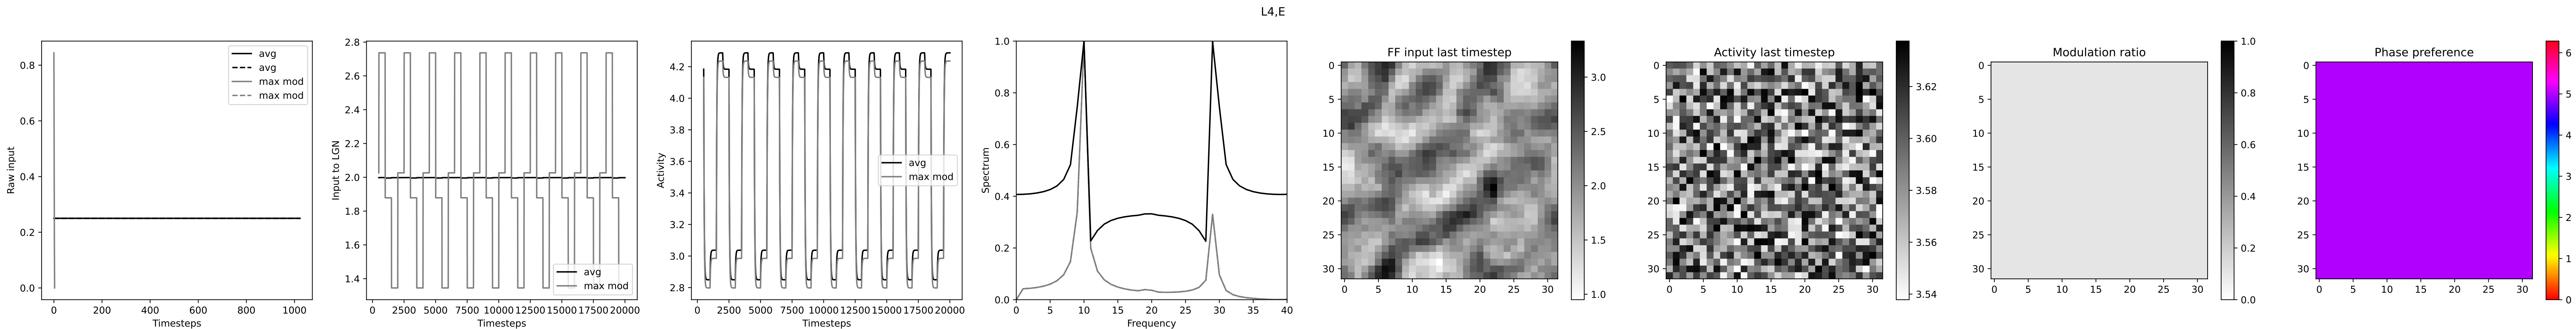 L4,E
Raw input
0.8
0.6
0.4
0.2
0.0
avg
avg
max mod
max mod
0 200 400 600 800 1000
Timesteps
Input to LGN
2.8
2.6
2.4
2.2
2.0
1.8
1.6
1.4
avg
max mod
0 2500 5000 7500 10000 12500 15000 17500 20000
Timesteps
Activity
4.2
4.0
3.8
3.6
3.4
3.2
3.0
2.8
avg
max mod
0 2500 5000 7500 10000 12500 15000 17500 20000
Timesteps
Spectrum
1.0
0.8
0.6
0.4
0.2
0.0
0 5 10 15 20 25 30 35 40
Frequency
FF input last timestep
0
5
10
15
20
25
30
0 5 10 15 20 25 30
3.0
2.5
2.0
1.5
1.0
Activity last timestep
0
5
10
15
20
25
30
0 5 10 15 20 25 30
3.62
3.60
3.58
3.56
3.54
Modulation ratio
0
5
10
15
20
25
30
0 5 10 15 20 25 30
1.0
0.8
0.6
0.4
0.2
0.0
Phase preference
0
5
10
15
20
25
30
0 5 10 15 20 25 30
6
5
4
3
2
1
0